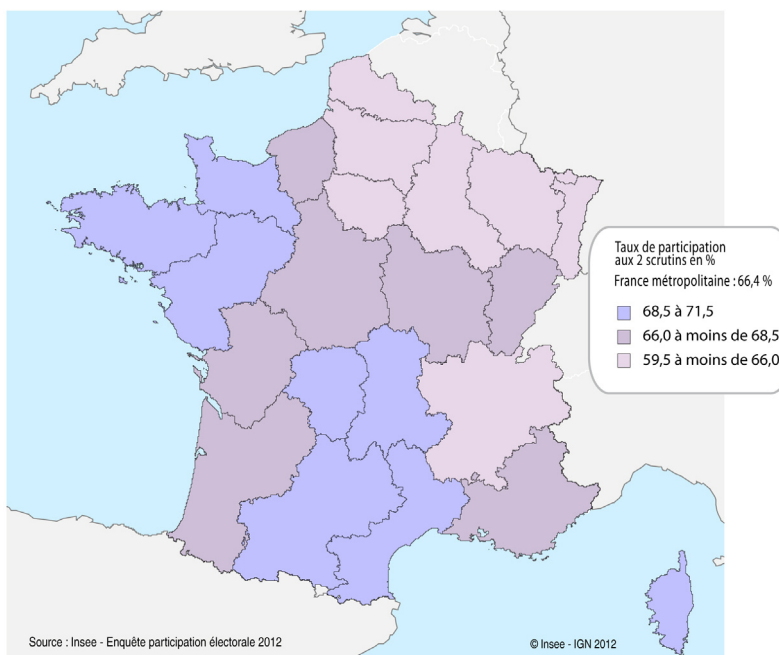 Taux de participation
aux 2 scrutins en %
France métropolitaine : 66,4 %
68,5 à 71,5
66,0 à moins de 68,5
59,5 à moins de 66,0
Source : Insee - Enquête participation électorale 2012
© Insee - IGN 2012